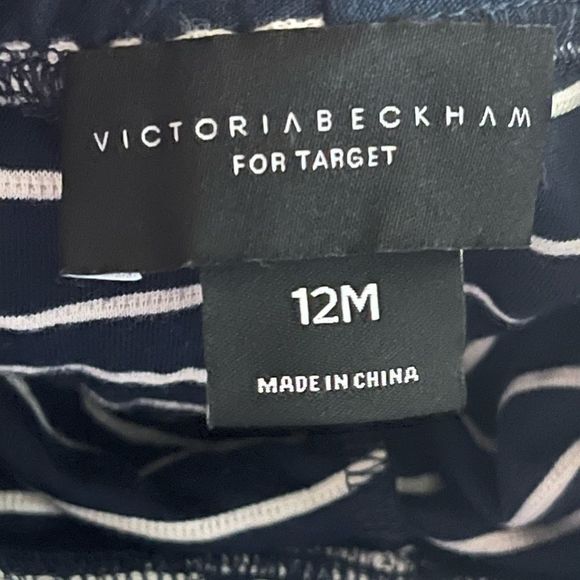 VICTORIABECKHAM
FOR TARGET
12M
MADE IN CHINA